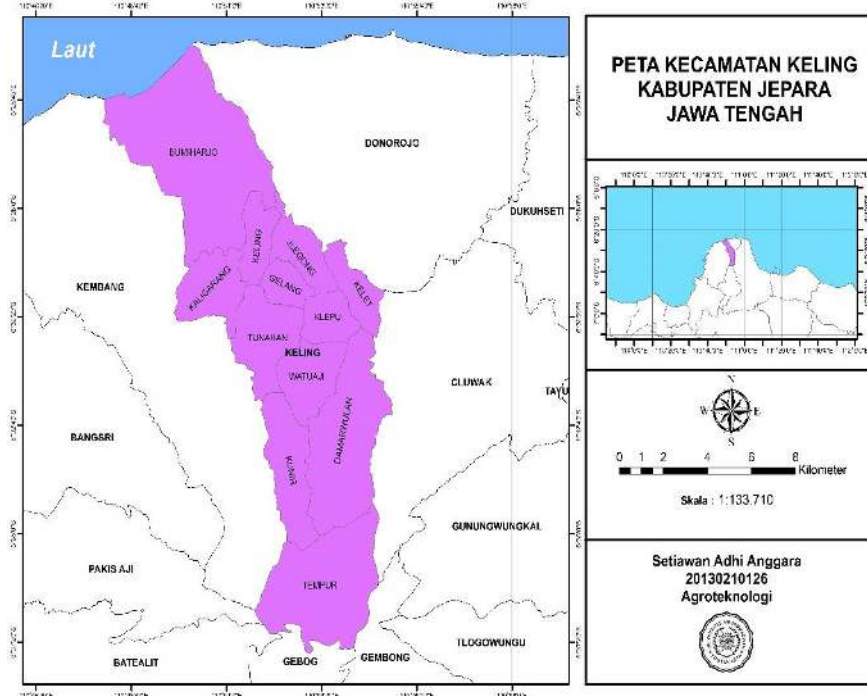 Laut
BUMIHARJO
DONOROJO
DUKUHSETI
KELING
JLEGONG
KEMBANG
KALIGARANG
GELANG
KELET
KLEPU
TUNAHAN
KELING
WATUAJI
CLUWAK
TAYU
BANGSRI
DAMARWULAN
KUNIR
GUNUNGWUNGKAL
PAKIS AJI
TEMPUR
TLOGOWUNGU
BATEALIT
GEBOG
GEMBONG
PETA KECAMATAN KELING
KABUPATEN JEPARA
JAWA TENGAH
N
W E
S
0 1 2 4 6 8
Kilometer
Skala : 1:133.710
Setiawan Adhi Anggara
20130210126
Agroteknologi